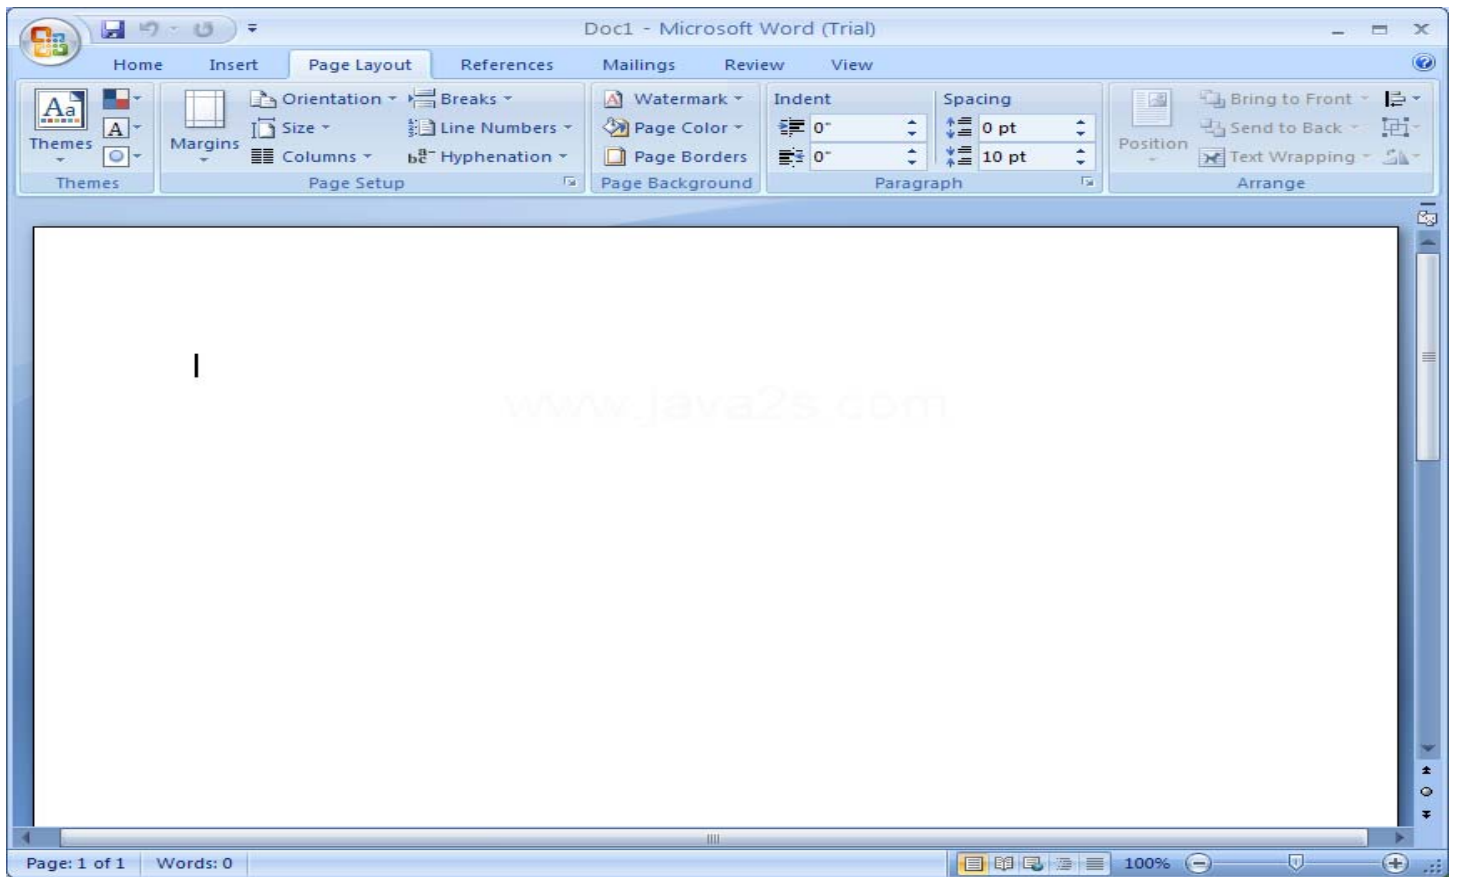 Doc1 - Microsoft Word (Trial)
Home Insert Page Layout References Mailings Review View
Aa Orientation Breaks Watermark Indent Spacing Bring to Front
A Size Line Numbers Page Color 0" 0 pt Send to Back
Themes Margins Position
Columns Hyphenation Page Borders 0" 10 pt Text Wrapping
Themes Page Setup Page Background Paragraph Arrange
www.java2s.com
Page: 1 of 1 Words: 0 100%